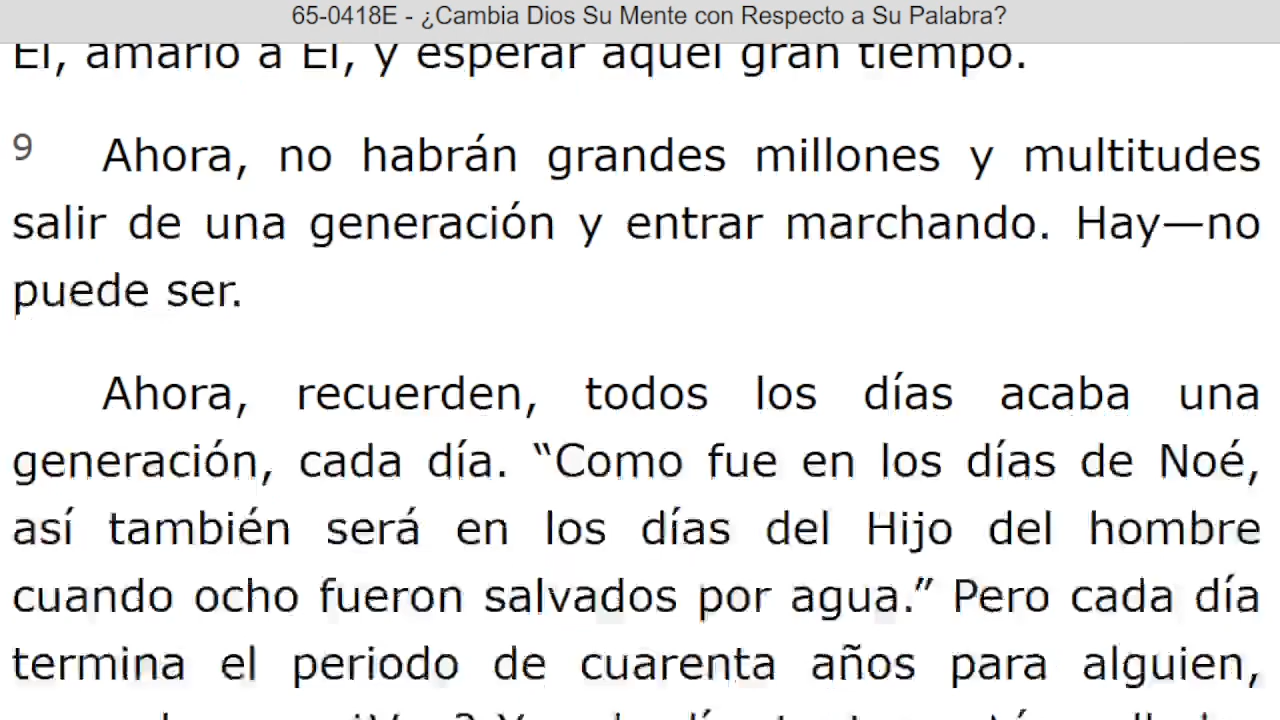 65-0418E - ¿Cambia Dios Su Mente con Respecto a Su Palabra?
Él, amarlo a Él, y esperar aquel gran tiempo.
9 Ahora, no habrán grandes millones y multitudes
salir de una generación y entrar marchando. Hay—no
puede ser.
Ahora, recuerden, todos los días acaba una
generación, cada día. “Como fue en los días de Noé,
así también será en los días del Hijo del hombre
cuando ocho fueron salvados por agua.” Pero cada día
termina el periodo de cuarenta años para alguien,